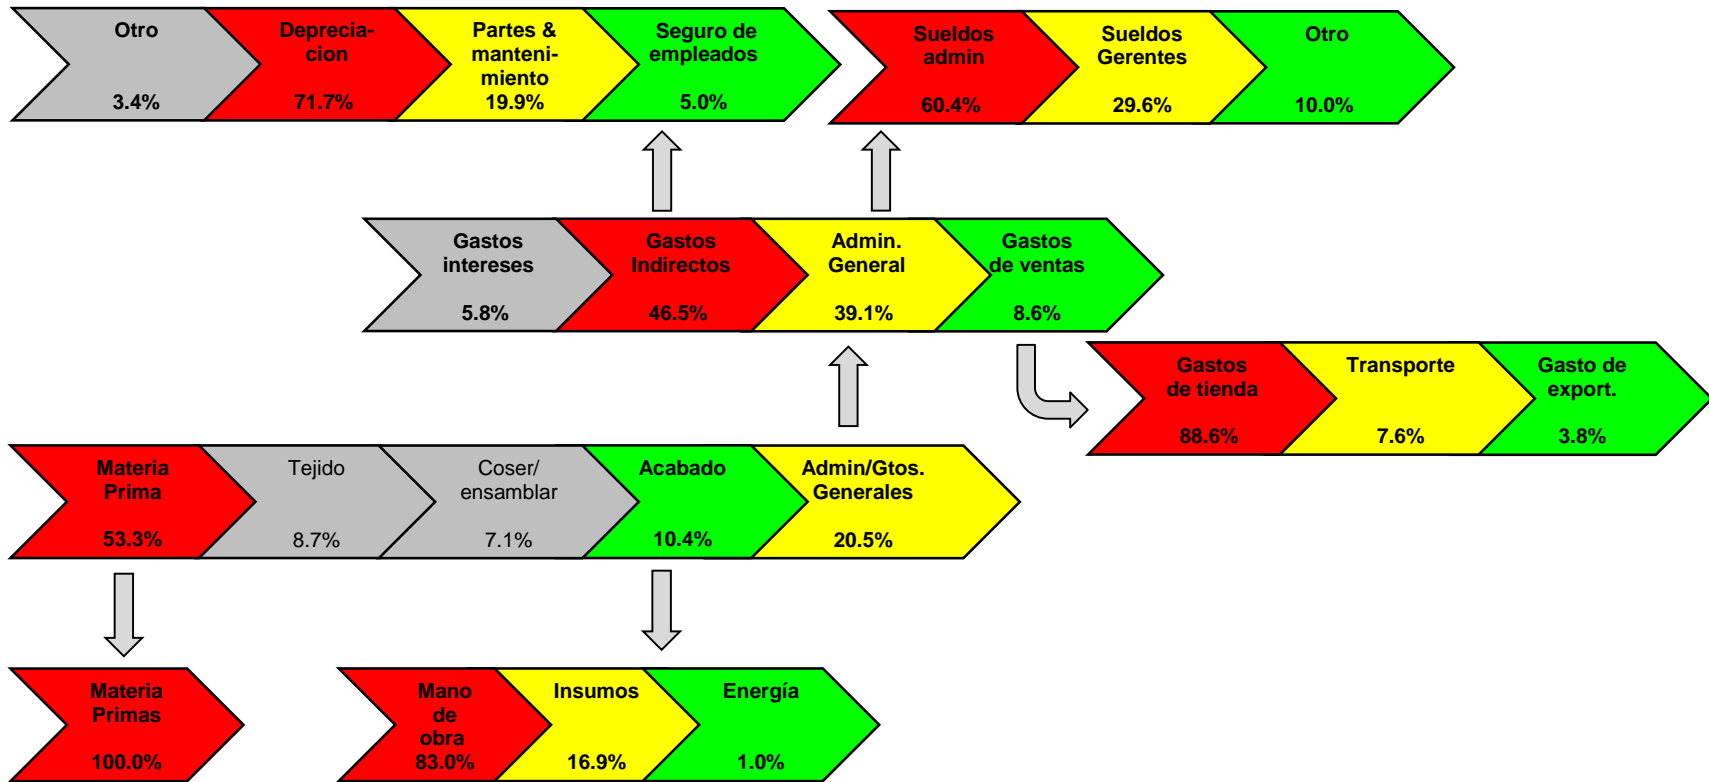 Otro
3.4%
Deprecia-
cion
71.7%
Partes &
manteni-
miento
19.9%
Seguro de
empleados
5.0%
Sueldos
admin
60.4%
Sueldos
Gerentes
29.6%
Otro
10.0%
Gastos
intereses
5.8%
Gastos
Indirectos
46.5%
Admin.
General
39.1%
Gastos
de ventas
8.6%
Gastos
de tienda
88.6%
Transporte
7.6%
Gasto de
export.
3.8%
Materia
Prima
53.3%
Tejido
8.7%
Coser/
ensamblar
7.1%
Acabado
10.4%
Admin/Gtos.
Generales
20.5%
Materia
Primas
100.0%
Mano
de
obra
83.0%
Insumos
16.9%
Energía
1.0%